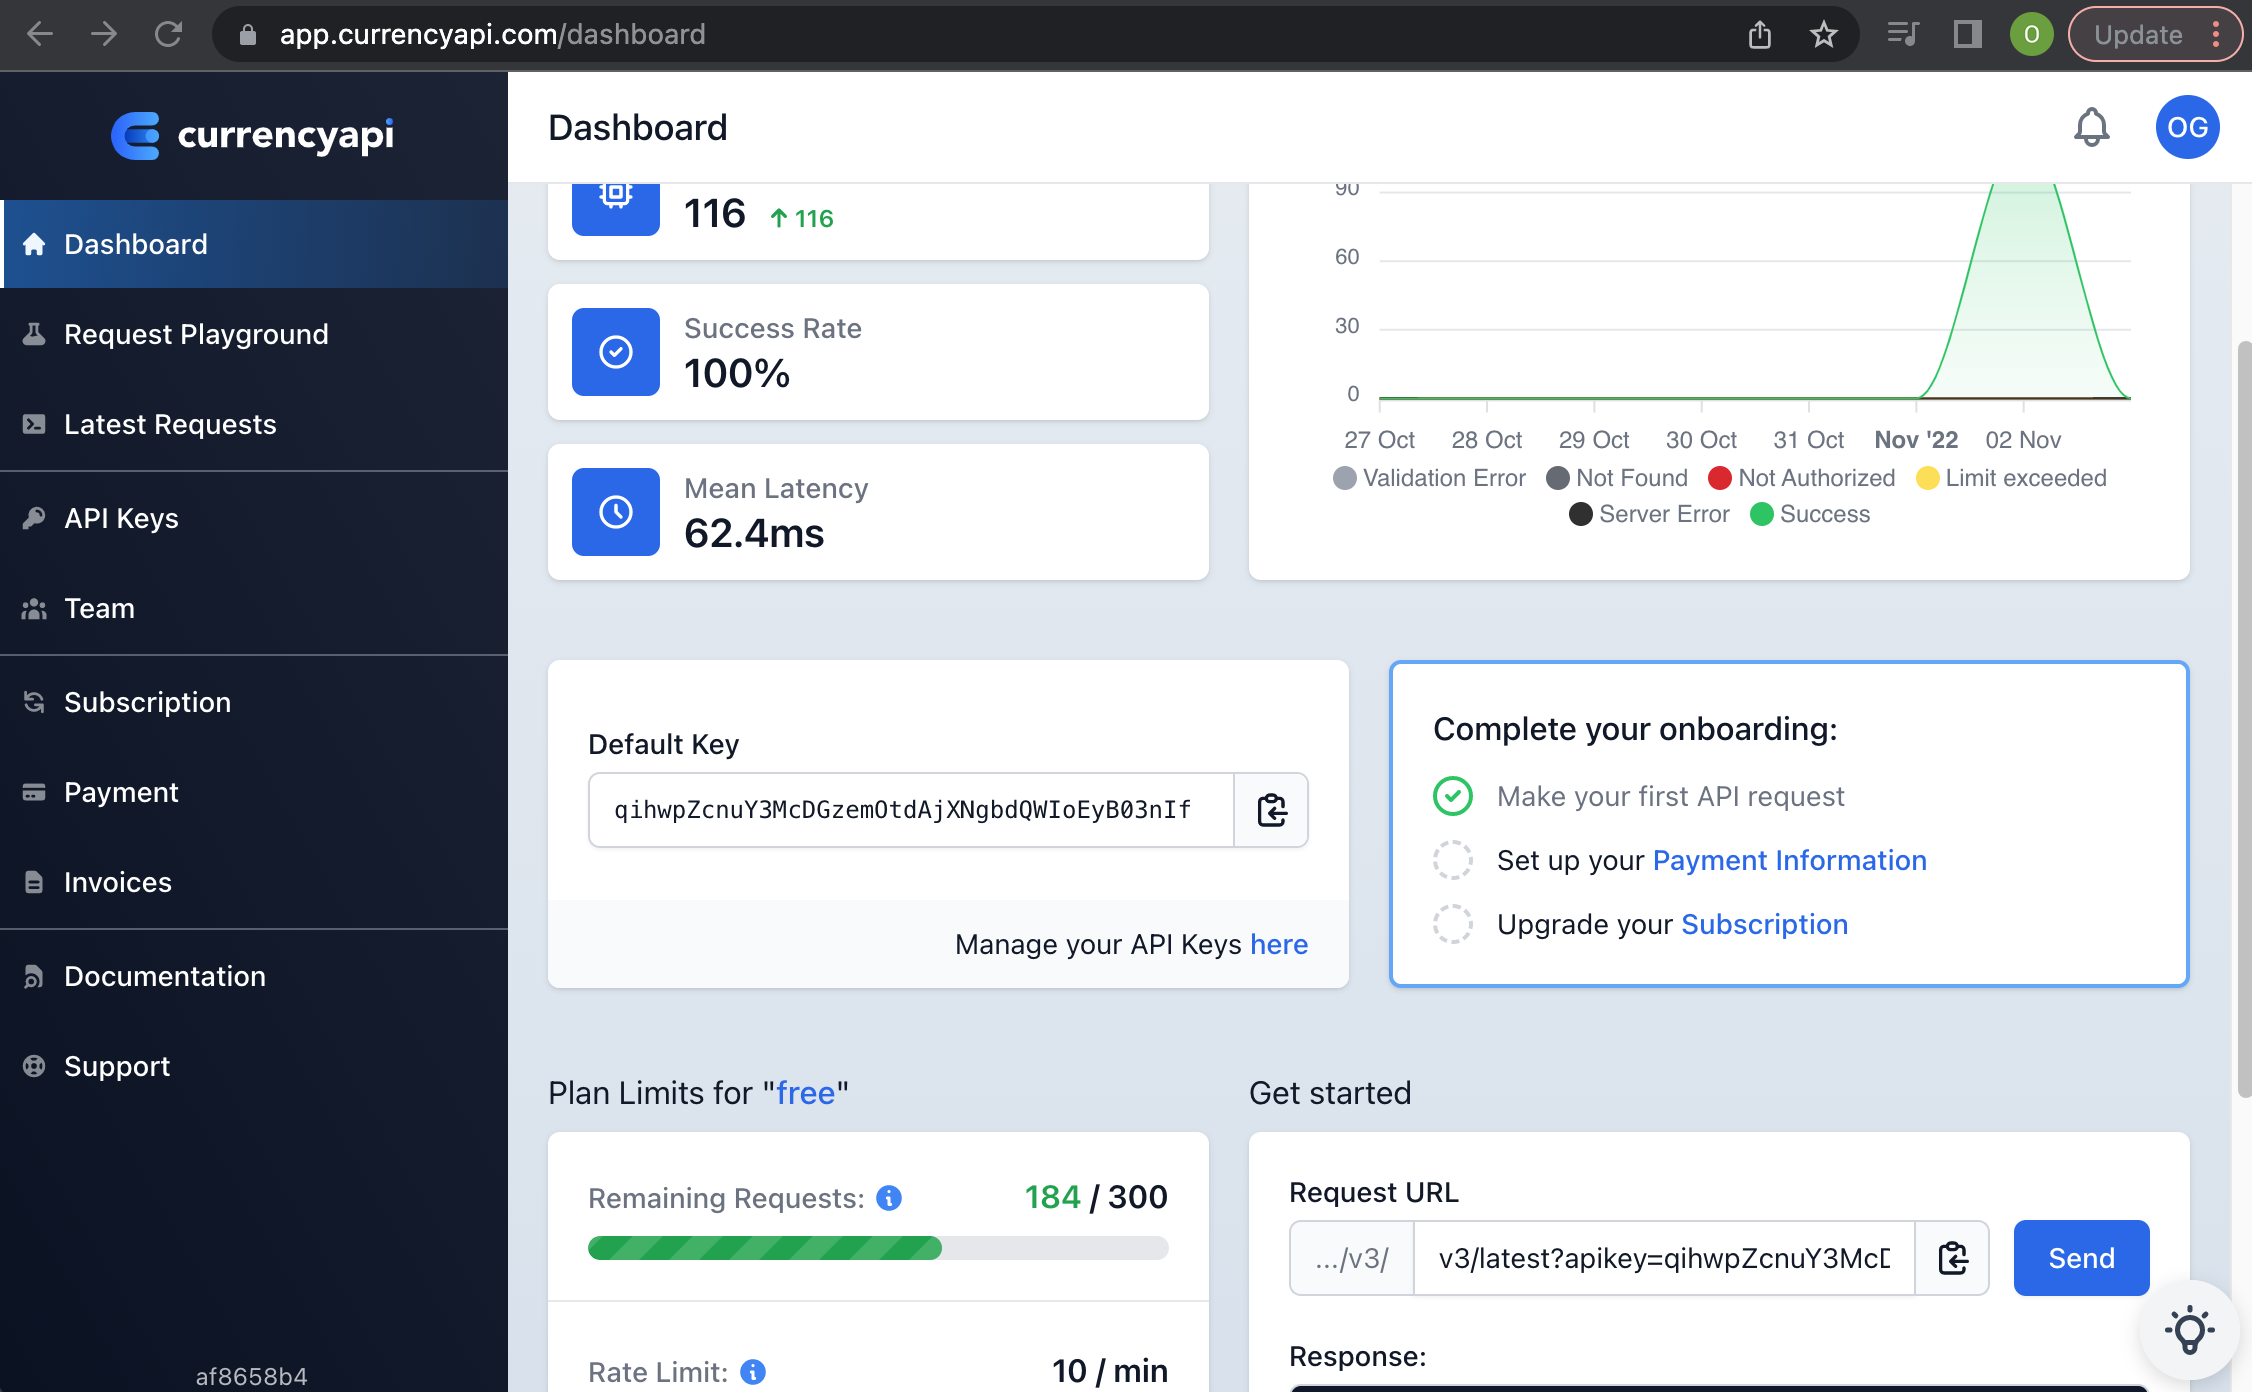 app.currencyapi.com/dashboard
O
Update
currencyapi
Dashboard
OG
Dashboard
Request Playground
Latest Requests
API Keys
Team
Subscription
Payment
Invoices
Documentation
Support
af8658b4
116 ↑ 116
Success Rate
100%
Mean Latency
62.4ms
90
60
30
0
27 Oct 28 Oct 29 Oct 30 Oct 31 Oct Nov '22 02 Nov
Validation Error Not Found Not Authorized Limit exceeded
Server Error Success
Default Key
qihwpZcnuY3McDGzemOtdAjXNgbdQWIoEyB03nIf
Manage your API Keys here
Complete your onboarding:
Make your first API request
Set up your Payment Information
Upgrade your Subscription
Plan Limits for "free"
Remaining Requests: 184 / 300
Rate Limit: 10 / min
Get started
Request URL
.../v3/ v3/latest?apikey=qihwpZcnuY3McD
Send
Response: